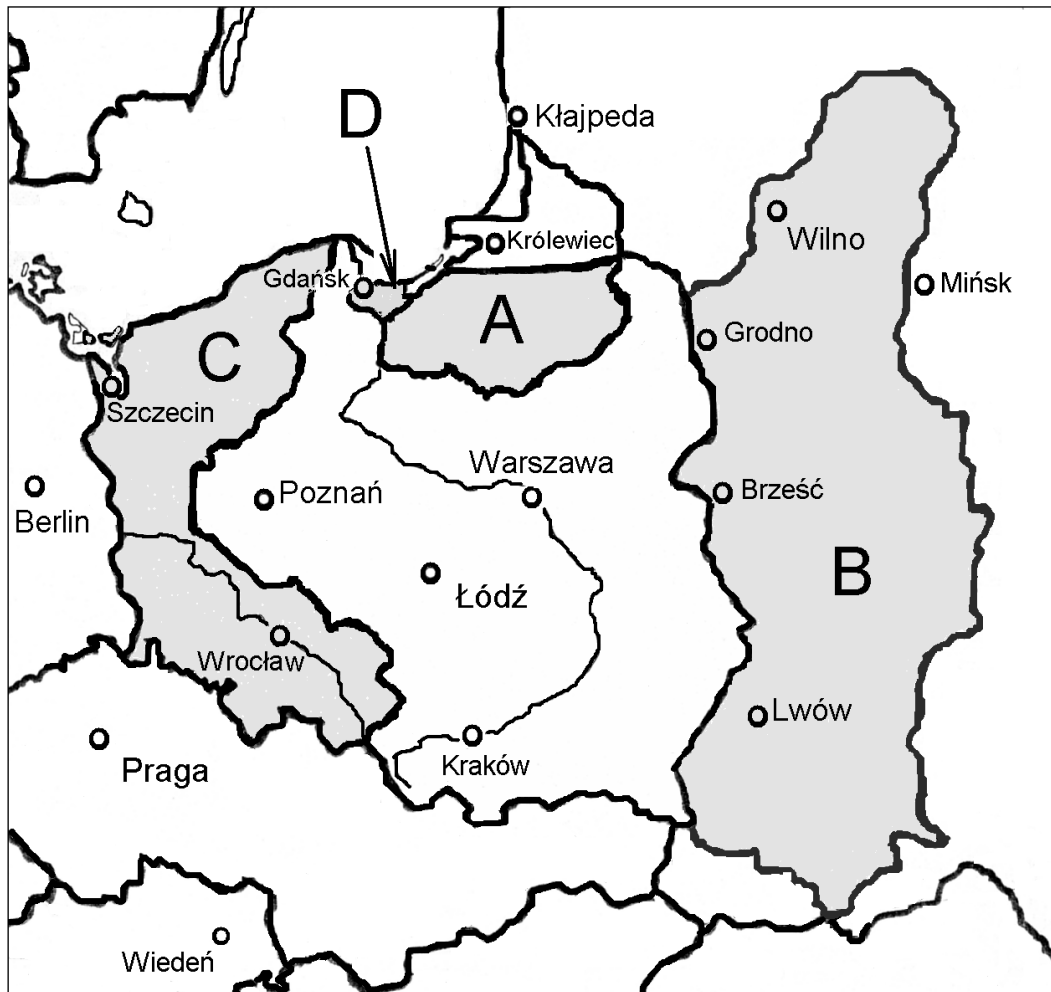 D
Kłajpeda
Wilno
Królewiec
Gdańsk
Mińsk
A
Grodno
C
Szczecin
Warszawa
Poznań
Brześć
Berlin
Łódź
B
Wrocław
Lwów
Praga
Kraków
Wiedeń